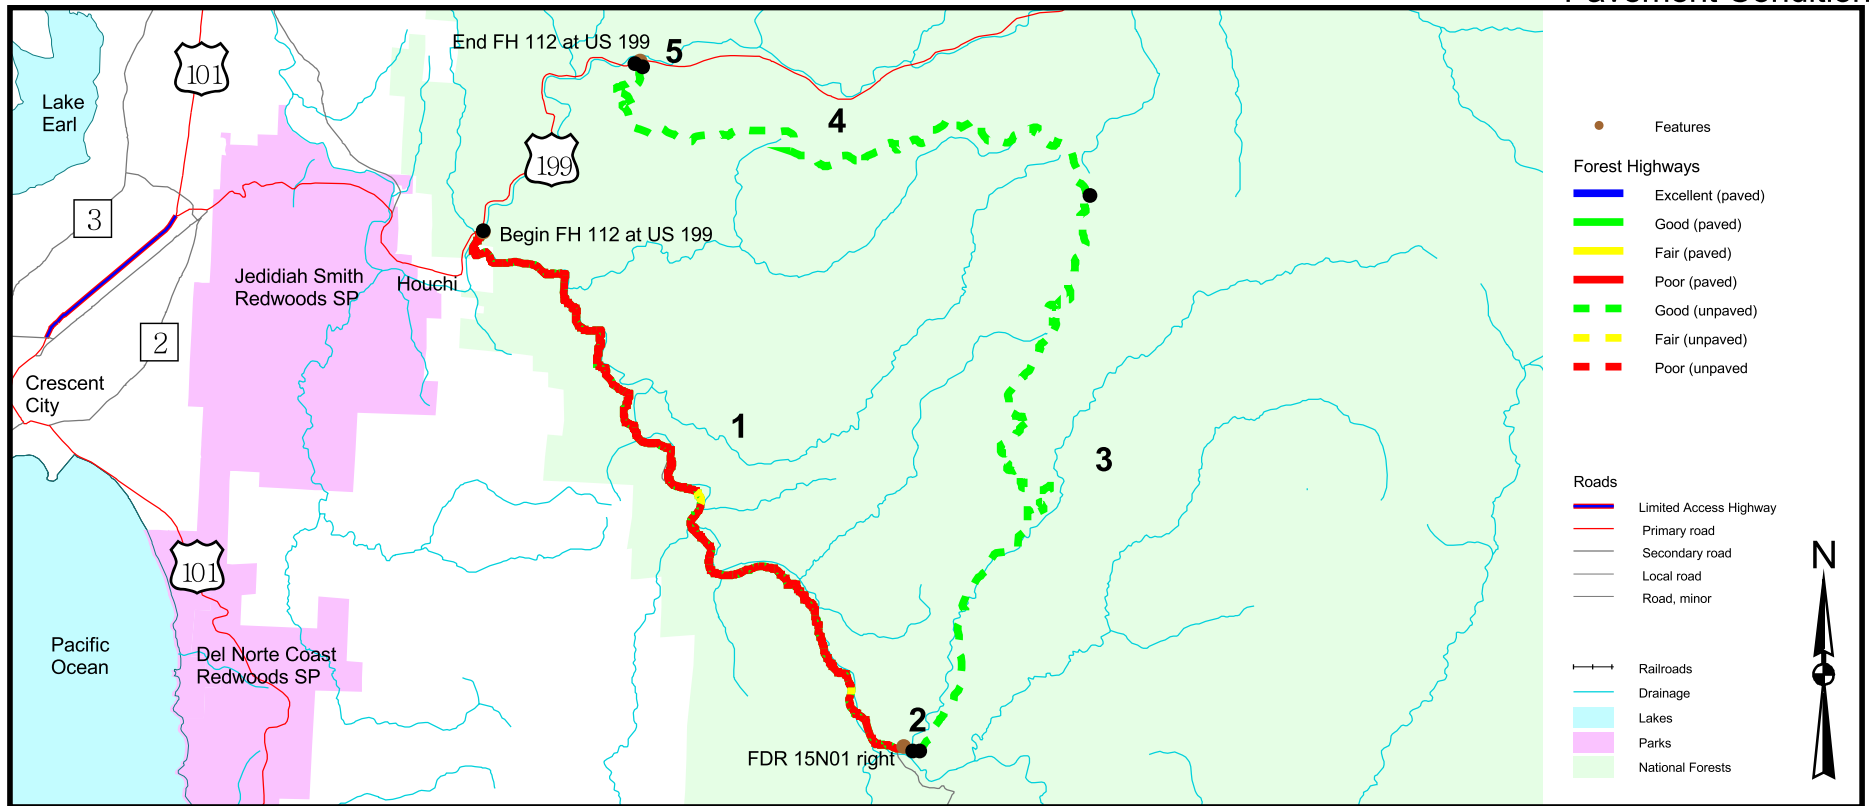 Pavement Condition
End FH 112 at US 199
5
101
Lake
Earl
4
199
3
Begin FH 112 at US 199
Jedidiah Smith
Redwoods SP
Houchi
2
Crescent
City
1
3
101
Pacific
Ocean
Del Norte Coast
Redwoods SP
2
FDR 15N01 right
Features
Forest Highways
Excellent (paved)
Good (paved)
Fair (paved)
Poor (paved)
Good (unpaved)
Fair (unpaved)
Poor (unpaved
Roads
Limited Access Highway
Primary road
Secondary road
Local road
Road, minor
N
Railroads
Drainage
Lakes
Parks
National Forests